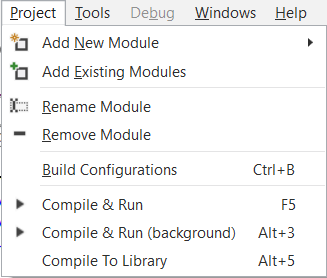 Project Tools Debug Windows Help
Add New Module
Add Existing Modules
Rename Module
Remove Module
Build Configurations Ctrl+B
Compile & Run F5
Compile & Run (background) Alt+3
Compile To Library Alt+5